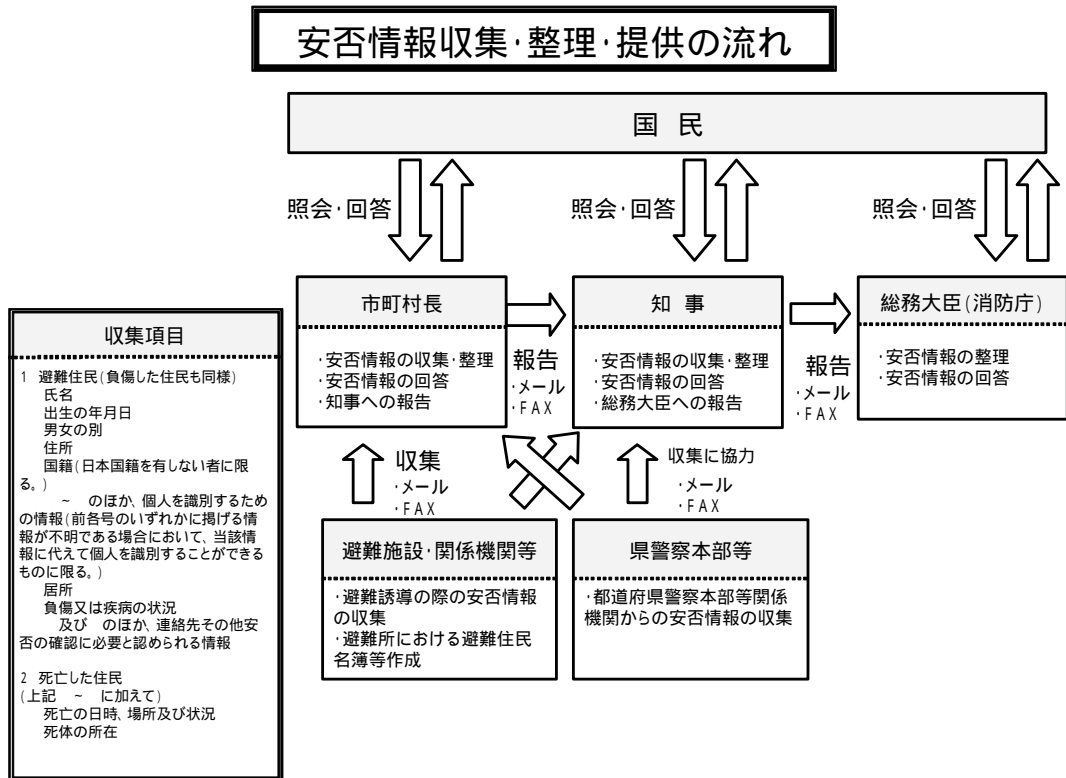 安否情報収集･整理･提供の流れ
国 民
照会･回答
照会･回答
照会･回答
市町村長
･安否情報の収集･整理
･安否情報の回答
･知事への報告
報告
･メール
･FAX
知 事
･安否情報の収集･整理
･安否情報の回答
･総務大臣への報告
報告
･メール
･FAX
総務大臣(消防庁)
･安否情報の整理
･安否情報の回答
収集
･メール
･FAX
収集に協力
･メール
･FAX
避難施設･関係機関等
･避難誘導の際の安否情報
の収集
･避難所における避難住民
名簿等作成
県警察本部等
･都道府県警察本部等関係
機関からの安否情報の収集
収集項目
1 避難住民(負傷した住民も同様)
氏名
出生の年月日
男女の別
住所
国籍(日本国籍を有しない者に限
る。)
～ のほか、個人を識別するため
の情報(前各号のいずれかに掲げる情
報が不明である場合において、当該情
報に代えて個人を識別することができる
ものに限る。)
居所
負傷又は疾病の状況
及び のほか、連絡先その他安
否の確認に必要と認められる情報
2 死亡した住民
(上記 ～ に加えて)
死亡の日時、場所及び状況
死体の所在